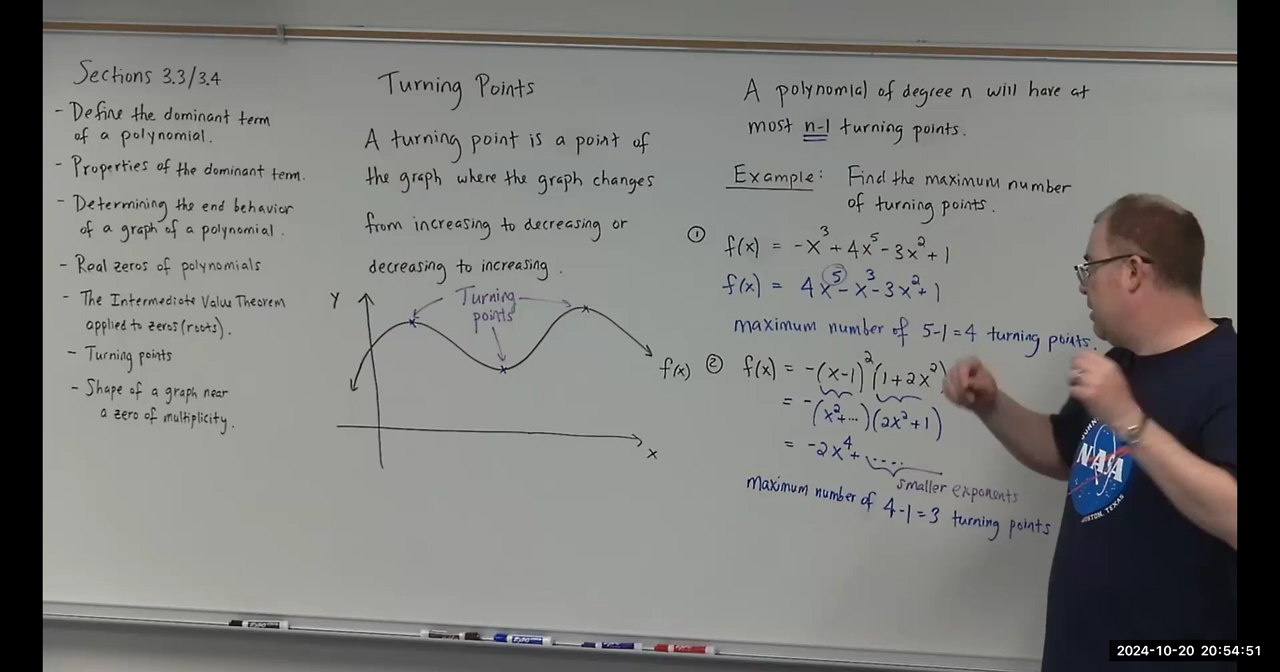 Sections 3.3/3.4
- Define the dominant term
of a polynomial.
- Properties of the dominant term.
- Determining the end behavior
of a graph of a polynomial.
- Real zeros of polynomials
- The Intermediate Value Theorem
applied to zeros (roots).
- Turning points
- Shape of a graph near
a zero of multiplicity.
Turning Points
A turning point is a point of
the graph where the graph changes
from increasing to decreasing or
decreasing to increasing.
Y
Turning
points
f(x)
x
A polynomial of degree n will have at
most n-1 turning points.
Example: Find the maximum number
of turning points.
① f(x) = -x³ + 4x⁵ - 3x² + 1
f(x) = 4x⁵ - x³ - 3x² + 1
maximum number of 5-1=4 turning points.
② f(x) = -(x-1)²(1+2x²)
= -(x²+...)(2x²+1)
= -2x⁴+ ....
smaller exponents
maximum number of 4-1=3 turning points
NASA
HOUSTON, TEXAS
2024-10-20 20:54:51